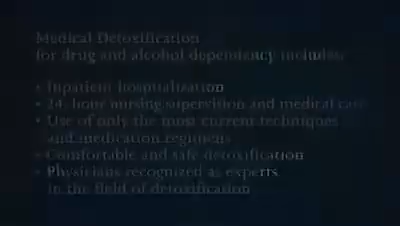 Medical Detoxification
for drug and alcohol dependency includes:
• Inpatient hospitalization
• 24-hour nursing supervision and medical care
• Use of only the most current techniques
and medication regimens
• Comfortable and safe detoxification
• Physicians recognized as experts
in the field of detoxification